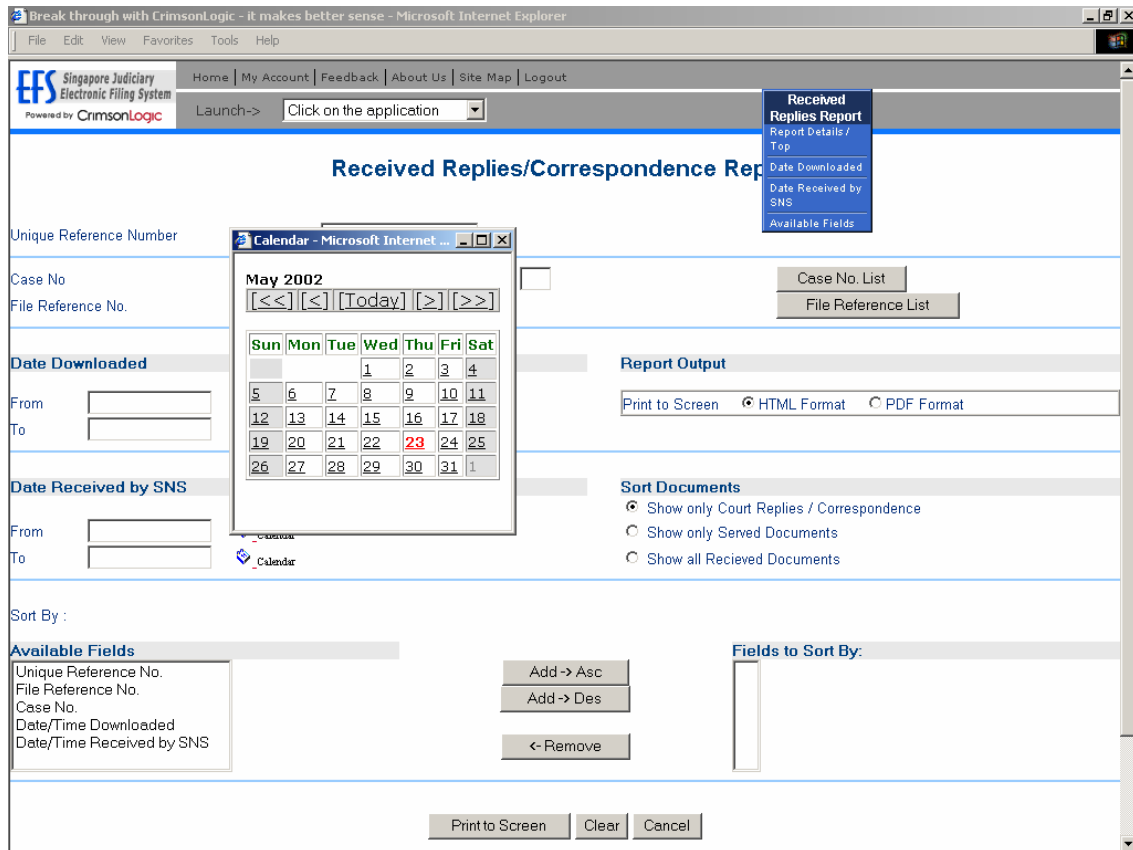 Break through with CrimsonLogic - it makes better sense - Microsoft Internet Explorer
File Edit View Favorites Tools Help
EFS Singapore Judiciary
Electronic Filing System
Powered by CrimsonLogic
Home | My Account | Feedback | About Us | Site Map | Logout
Launch-> Click on the application
Received
Replies Report
Report Details /
Top
Date Downloaded
Date Received by
SNS
Available Fields
Received Replies/Correspondence Rep
Unique Reference Number
Calendar - Microsoft Internet ...
May 2002
[<<] [<] [Today] [>] [>>]
Sun Mon Tue Wed Thu Fri Sat
1 2 3 4
5 6 7 8 9 10 11
12 13 14 15 16 17 18
19 20 21 22 23 24 25
26 27 28 29 30 31 1
Case No
Case No. List
File Reference No.
File Reference List
Date Downloaded
From
To
Report Output
Print to Screen HTML Format PDF Format
Date Received by SNS
From
Calendar
To
Calendar
Sort Documents
Show only Court Replies / Correspondence
Show only Served Documents
Show all Recieved Documents
Sort By :
Available Fields
Unique Reference No.
File Reference No.
Case No.
Date/Time Downloaded
Date/Time Received by SNS
Add -> Asc
Add -> Des
<- Remove
Fields to Sort By:
Print to Screen Clear Cancel